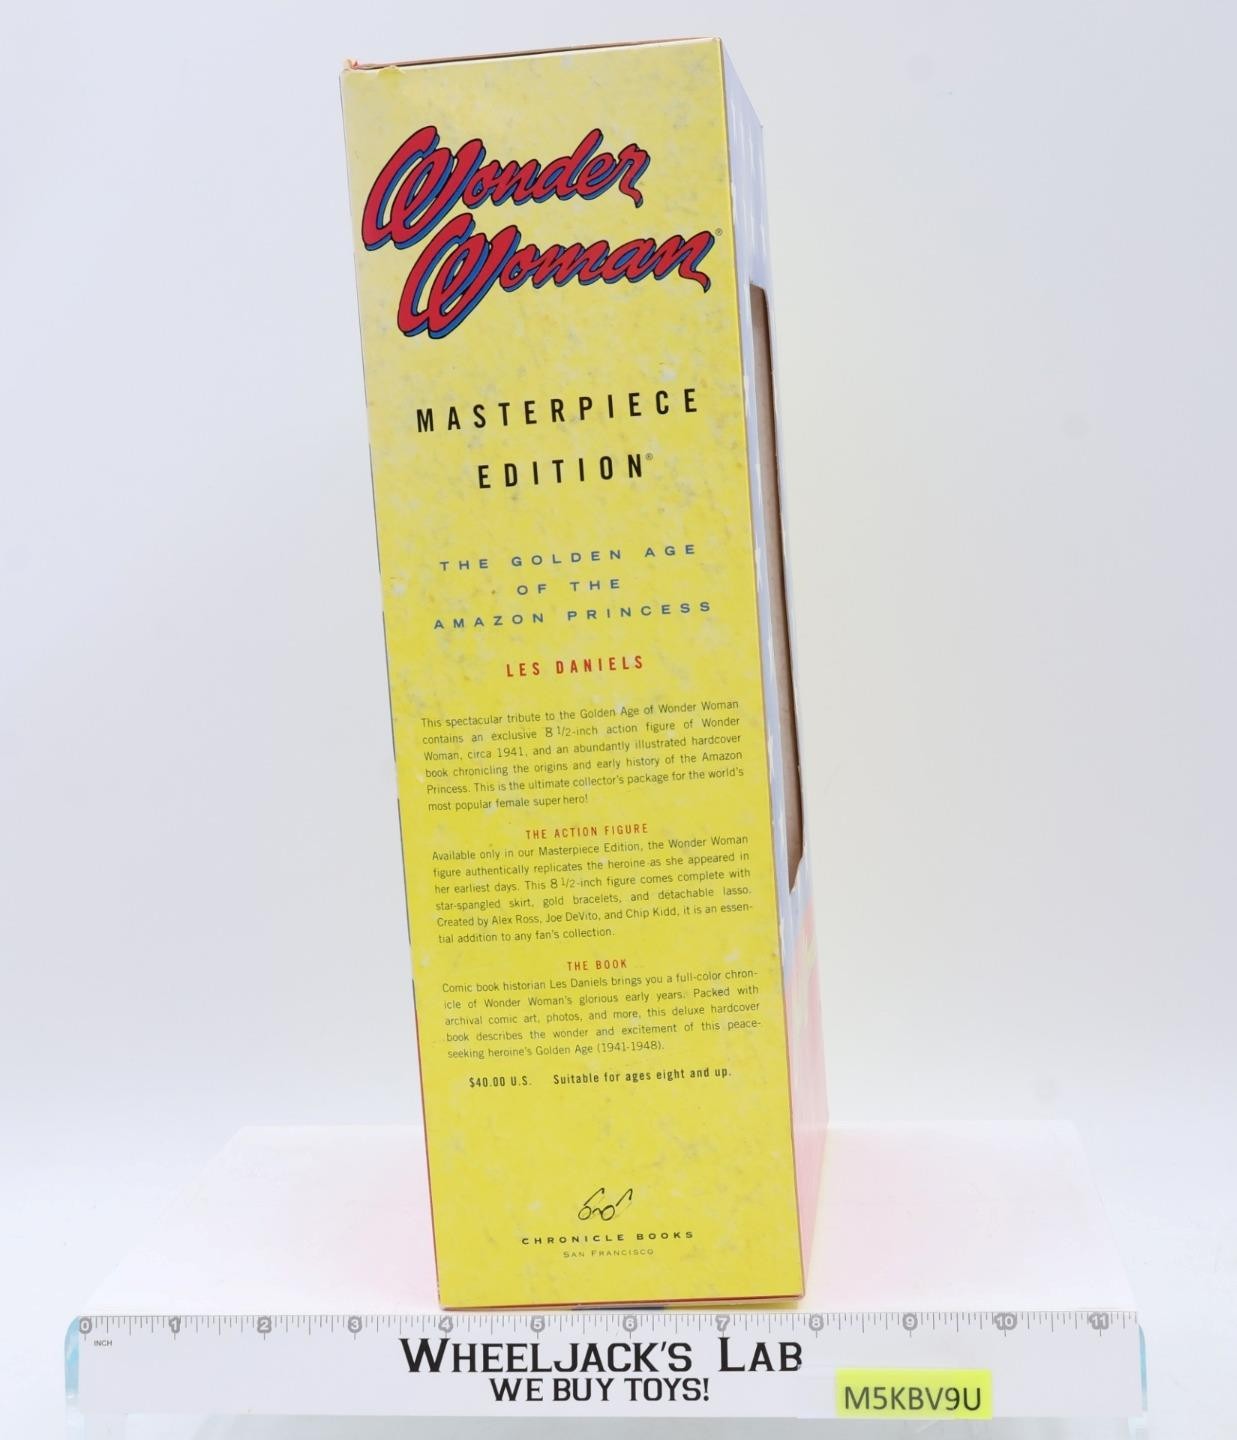 Wonder
Woman®
MASTERPIECE
EDITION®
THE GOLDEN AGE
OF THE
AMAZON PRINCESS
LES DANIELS
This spectacular tribute to the Golden Age of Wonder Woman
contains an exclusive 8 1/2-inch action figure of Wonder
Woman, circa 1941, and an abundantly illustrated hardcover
book chronicling the origins and early history of the Amazon
Princess. This is the ultimate collector's package for the world's
most popular female superhero!
THE ACTION FIGURE
Available only in our Masterpiece Edition, the Wonder Woman
figure authentically replicates the heroine as she appeared in
her earliest days. This 8 1/2-inch figure comes complete with
star-spangled skirt, gold bracelets, and detachable lasso.
Created by Alex Ross, Joe DeVito, and Chip Kidd, it is an essen-
tial addition to any fan's collection.
THE BOOK
Comic book historian Les Daniels brings you a full-color chron-
icle of Wonder Woman's glorious early years. Packed with
archival comic art, photos, and more, this deluxe hardcover
book describes the wonder and excitement of this peace-
seeking heroine's Golden Age (1941-1948).
$40.00 U.S. Suitable for ages eight and up.
CHRONICLE BOOKS
SAN FRANCISCO
0 1 2 3 4 5 6 7 8 9 10 11
INCH
WHEELJACK'S LAB
WE BUY TOYS!
M5KBV9U